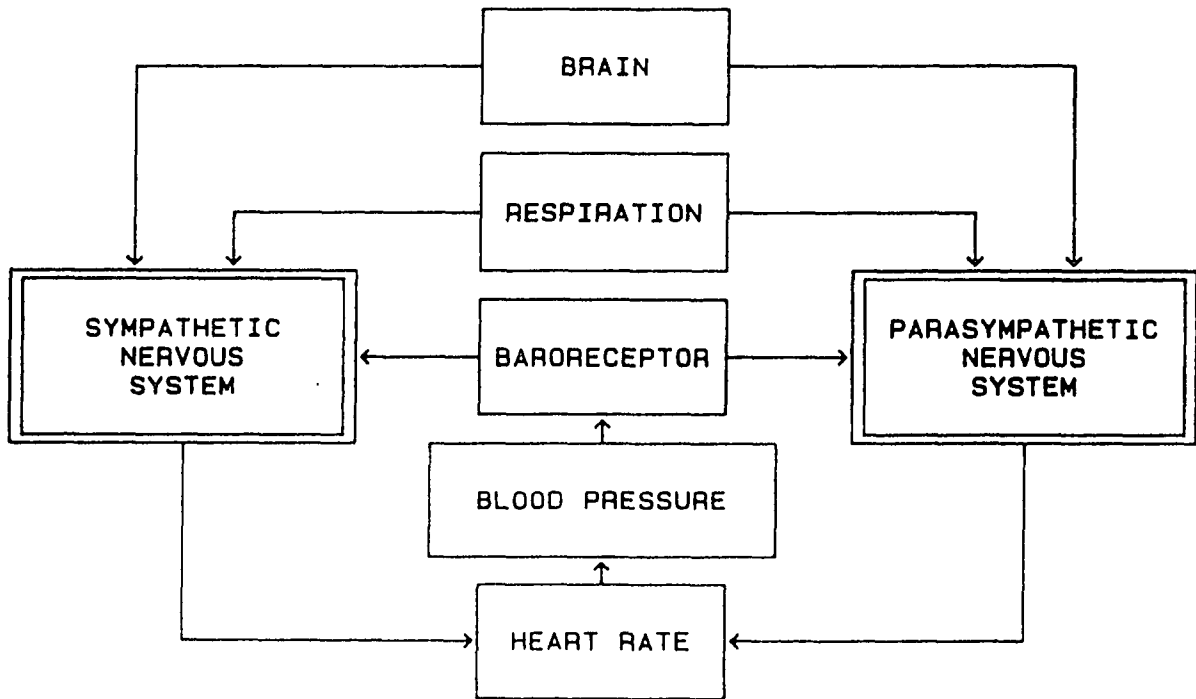 BRAIN
RESPIRATION
SYMPATHETIC
NERVOUS
SYSTEM
BARORECEPTOR
PARASYMPATHETIC
NERVOUS
SYSTEM
BLOOD PRESSURE
HEART RATE